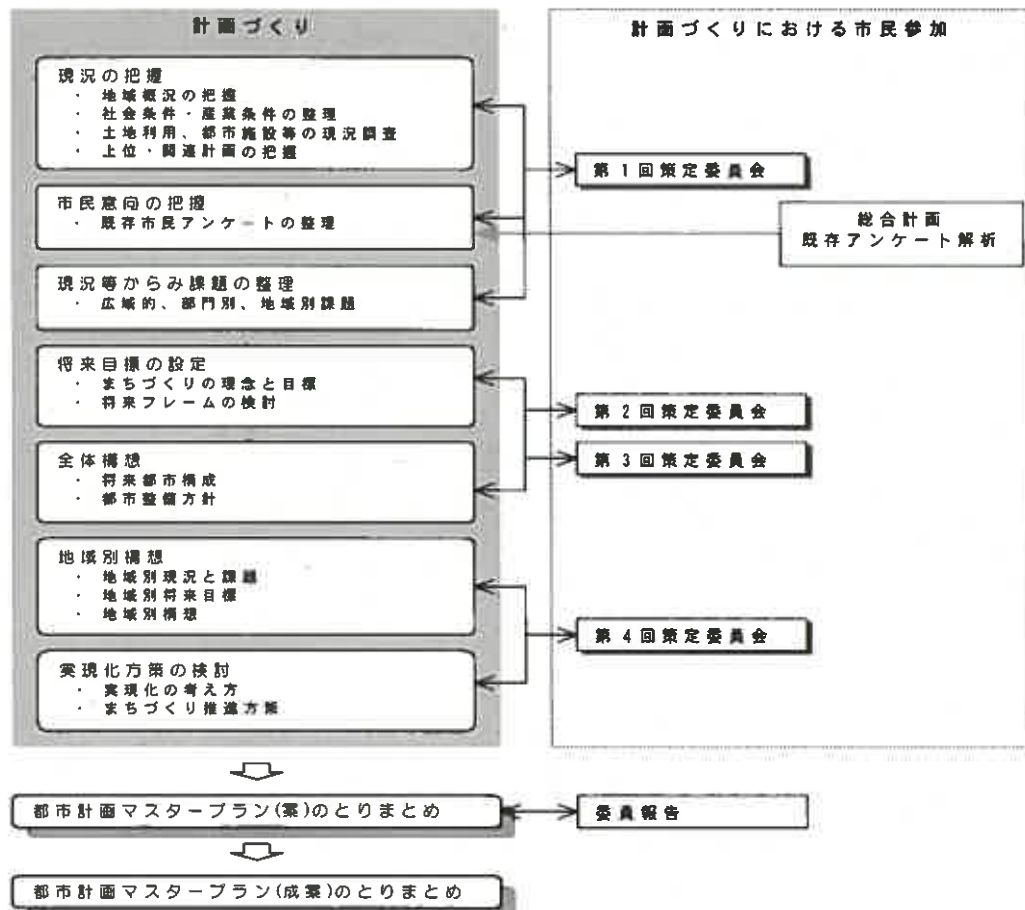 計画づくり
現況の把握
・ 地域概況の把握
・ 社会条件・産業条件の整理
・ 土地利用、都市施設等の現況調査
・ 上位・関連計画の把握
市民意向の把握
・ 既存市民アンケートの整理
現況等からみ課題の整理
・ 広域的、部門別、地域別課題
将来目標の設定
・ まちづくりの理念と目標
・ 将来フレームの検討
全体構想
・ 将来都市構成
・ 都市整備方針
地域別構想
・ 地域別現況と課題
・ 地域別将来目標
・ 地域別構想
実現化方策の検討
・ 実現化の考え方
・ まちづくり推進方策
計画づくりにおける市民参加
第1回策定委員会
総合計画
既存アンケート解析
第2回策定委員会
第3回策定委員会
第4回策定委員会
都市計画マスタープラン(案)のとりまとめ
委員報告
都市計画マスタープラン(成案)のとりまとめ